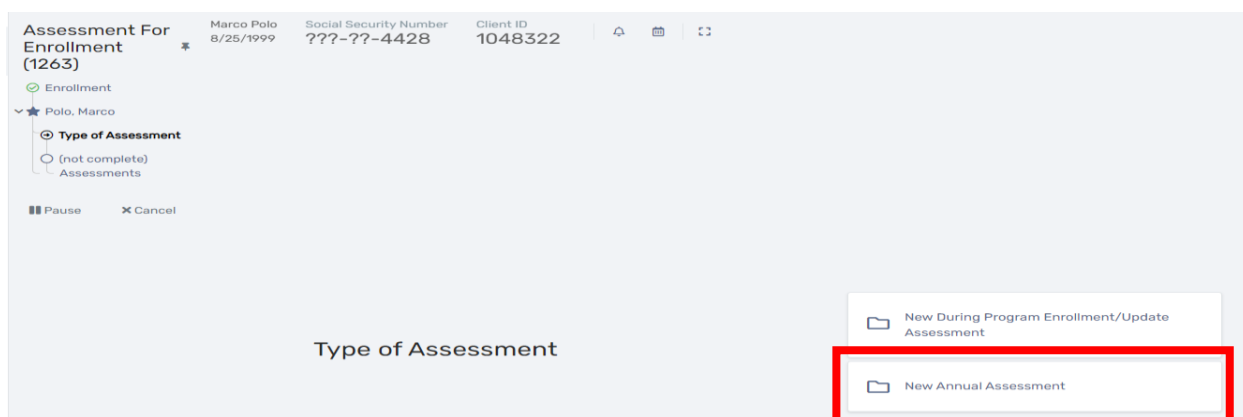 Assessment For
Enrollment
(1263)
Marco Polo
8/25/1999
Social Security Number
???-??-4428
Client ID
1048322
Enrollment
Polo, Marco
Type of Assessment
(not complete)
Assessments
Pause
Cancel
Type of Assessment
New During Program Enrollment/Update
Assessment
New Annual Assessment